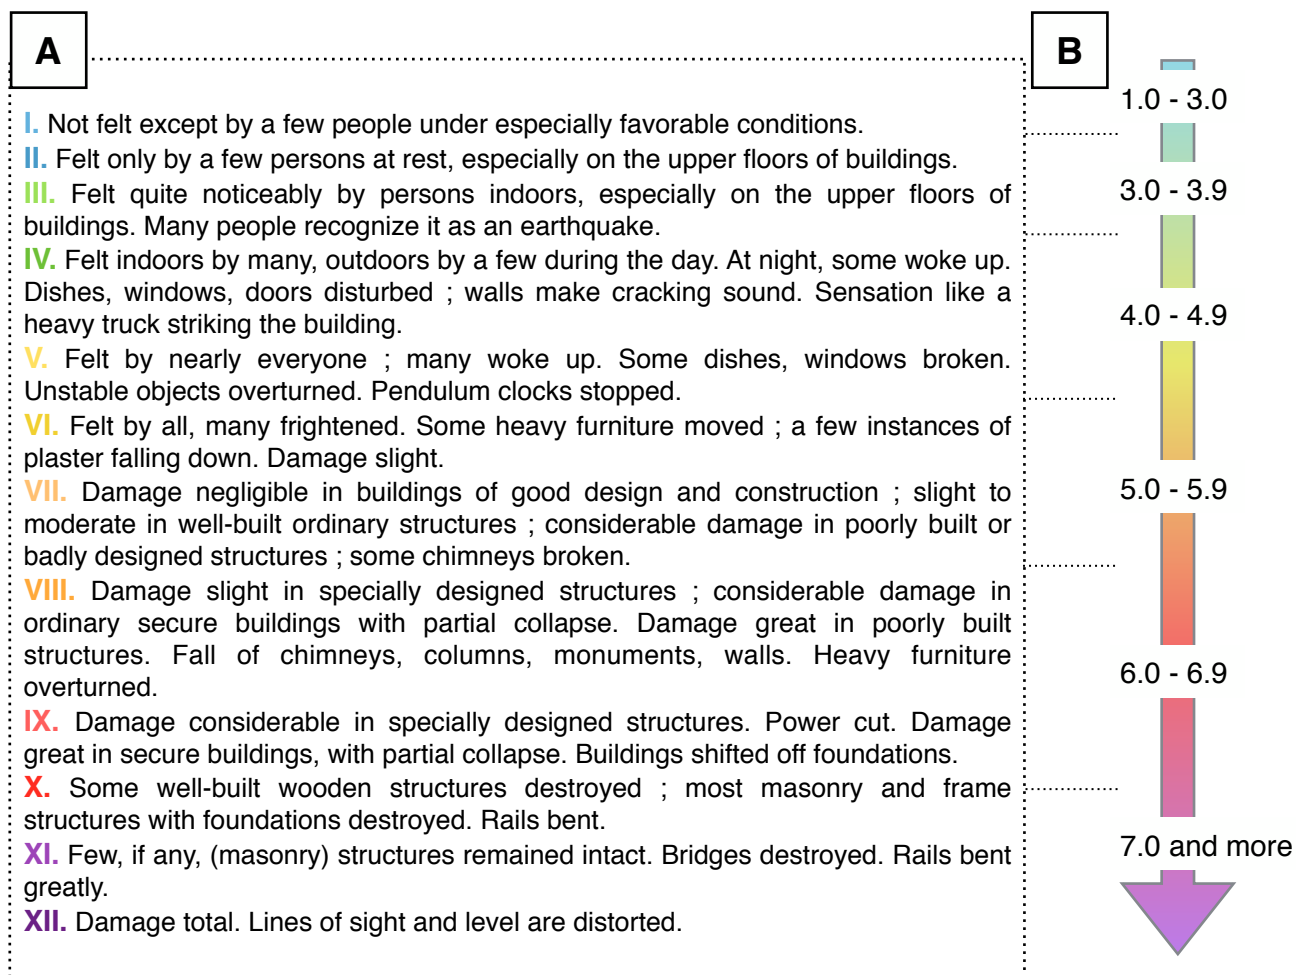 A
I. Not felt except by a few people under especially favorable conditions.
II. Felt only by a few persons at rest, especially on the upper floors of buildings.
III. Felt quite noticeably by persons indoors, especially on the upper floors of
buildings. Many people recognize it as an earthquake.
IV. Felt indoors by many, outdoors by a few during the day. At night, some woke up.
Dishes, windows, doors disturbed ; walls make cracking sound. Sensation like a
heavy truck striking the building.
V. Felt by nearly everyone ; many woke up. Some dishes, windows broken.
Unstable objects overturned. Pendulum clocks stopped.
VI. Felt by all, many frightened. Some heavy furniture moved ; a few instances of
plaster falling down. Damage slight.
VII. Damage negligible in buildings of good design and construction ; slight to
moderate in well-built ordinary structures ; considerable damage in poorly built or
badly designed structures ; some chimneys broken.
VIII. Damage slight in specially designed structures ; considerable damage in
ordinary secure buildings with partial collapse. Damage great in poorly built
structures. Fall of chimneys, columns, monuments, walls. Heavy furniture
overturned.
IX. Damage considerable in specially designed structures. Power cut. Damage
great in secure buildings, with partial collapse. Buildings shifted off foundations.
X. Some well-built wooden structures destroyed ; most masonry and frame
structures with foundations destroyed. Rails bent.
XI. Few, if any, (masonry) structures remained intact. Bridges destroyed. Rails bent
greatly.
XII. Damage total. Lines of sight and level are distorted.
B
1.0 - 3.0
3.0 - 3.9
4.0 - 4.9
5.0 - 5.9
6.0 - 6.9
7.0 and more